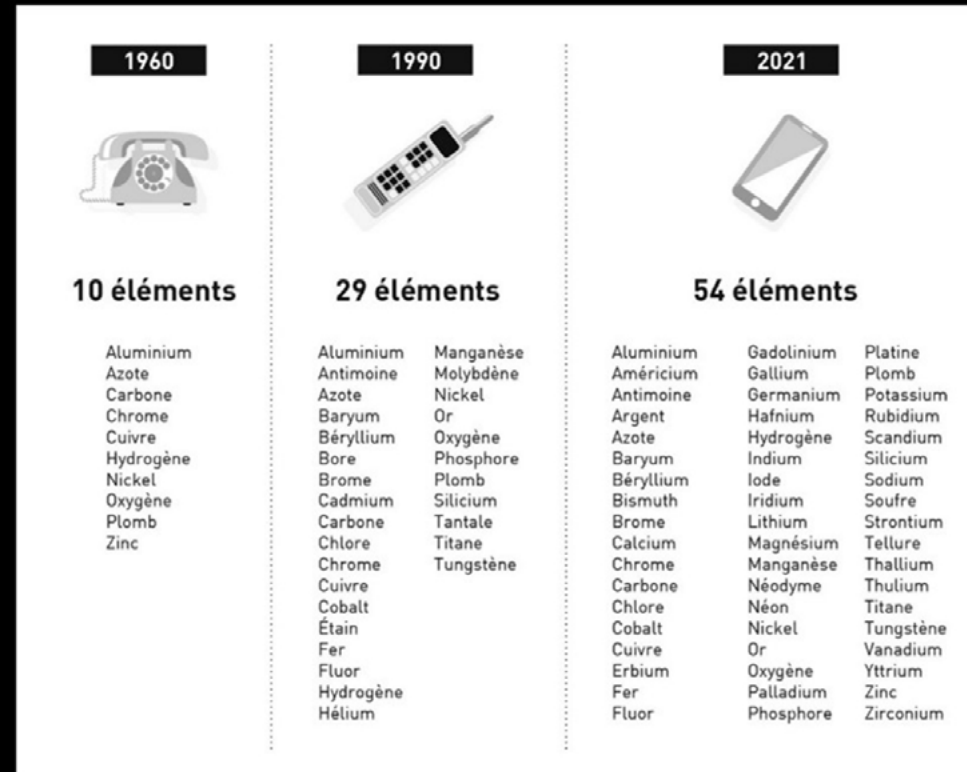 1960
10 éléments
Aluminium
Azote
Carbone
Chrome
Cuivre
Hydrogène
Nickel
Oxygène
Plomb
Zinc
1990
29 éléments
Aluminium
Antimoine
Azote
Baryum
Béryllium
Bore
Brome
Cadmium
Carbone
Chlore
Chrome
Cuivre
Cobalt
Étain
Fer
Fluor
Hydrogène
Hélium
Manganèse
Molybdène
Nickel
Or
Oxygène
Phosphore
Plomb
Silicium
Tantale
Titane
Tungstène
2021
54 éléments
Aluminium
Américium
Antimoine
Argent
Azote
Baryum
Béryllium
Bismuth
Brome
Calcium
Chrome
Carbone
Chlore
Cobalt
Cuivre
Erbium
Fer
Fluor
Gadolinium
Gallium
Germanium
Hafnium
Hydrogène
Indium
Iode
Iridium
Lithium
Magnésium
Manganèse
Néodyme
Néon
Nickel
Or
Oxygène
Palladium
Phosphore
Platine
Plomb
Potassium
Rubidium
Scandium
Silicium
Sodium
Soufre
Strontium
Tellure
Thallium
Thulium
Titane
Tungstène
Vanadium
Yttrium
Zinc
Zirconium